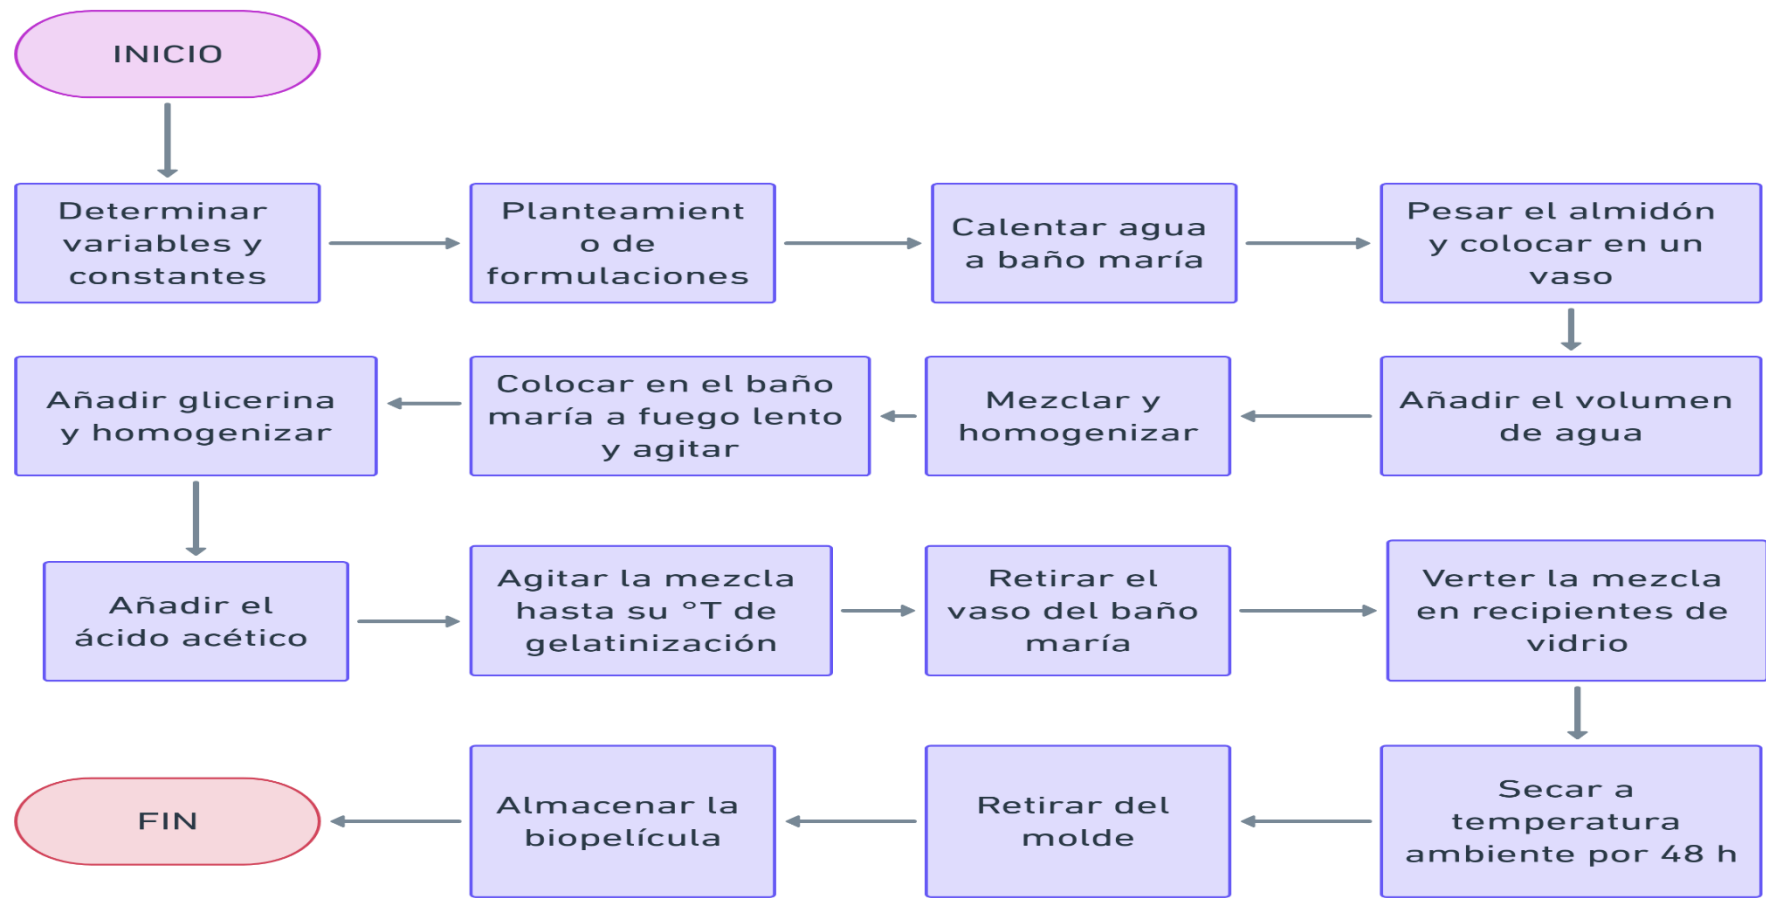 INICIO
Determinar
variables y
constantes
Planteamient
o de
formulaciones
Calentar agua
a baño maría
Pesar el almidón
y colocar en un
vaso
Añadir el volumen
de agua
Mezclar y
homogenizar
Colocar en el baño
maría a fuego lento
y agitar
Añadir glicerina
y homogenizar
Añadir el
ácido acético
Agitar la mezcla
hasta su °T de
gelatinización
Retirar el
vaso del baño
maría
Verter la mezcla
en recipientes de
vidrio
Secar a
temperatura
ambiente por 48 h
Retirar del
molde
Almacenar la
biopelícula
FIN